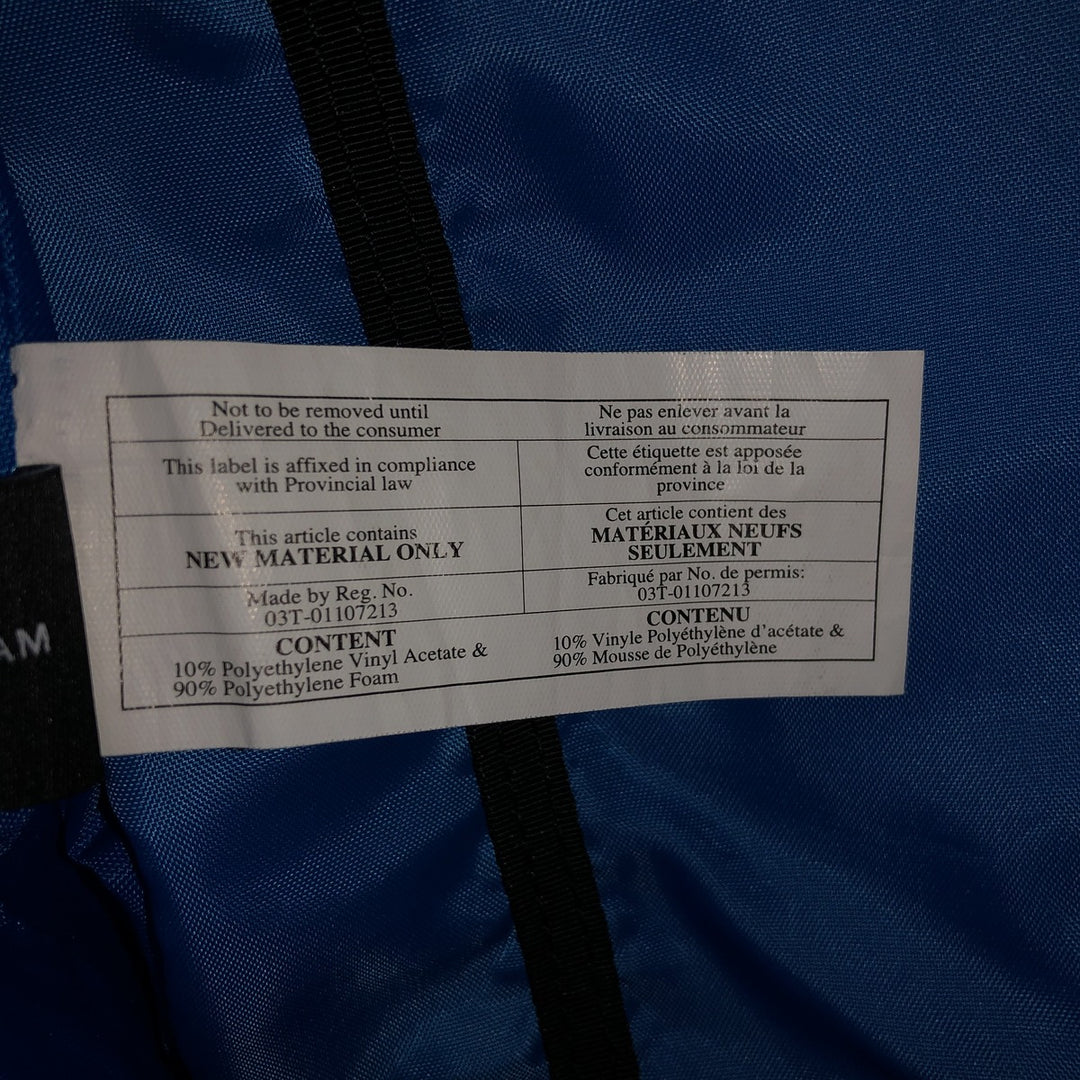 Not to be removed until
Delivered to the consumer
Ne pas enlever avant la
livraison au consommateur
This label is affixed in compliance
with Provincial law
Cette étiquette est apposée
conformément à la loi de la
province
This article contains
NEW MATERIAL ONLY
Cet article contient des
MATÉRIAUX NEUFS
SEULEMENT
Made by Reg. No.
03T-01107213
Fabriqué par No. de permis:
03T-01107213
CONTENT
10% Polyethylene Vinyl Acetate &
90% Polyethylene Foam
CONTENU
10% Vinyle Polyéthylène d'acétate &
90% Mousse de Polyéthylène
AM